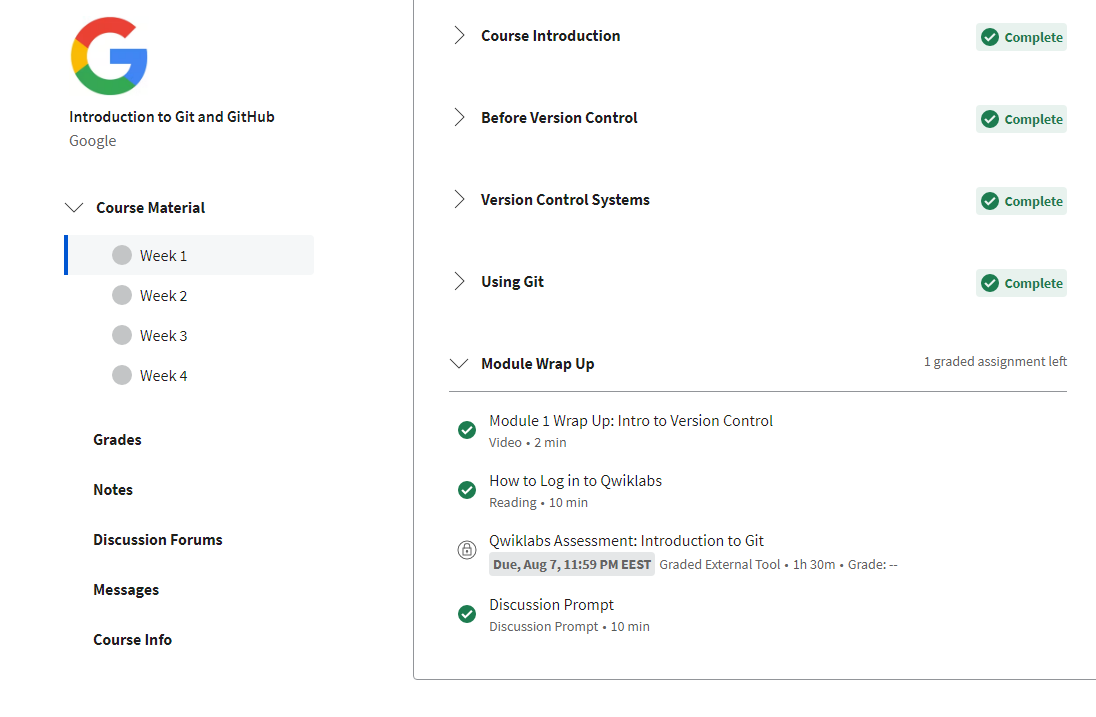 Introduction to Git and GitHub
Google
Course Material
Week 1
Week 2
Week 3
Week 4
Grades
Notes
Discussion Forums
Messages
Course Info
Course Introduction
Complete
Before Version Control
Complete
Version Control Systems
Complete
Using Git
Complete
Module Wrap Up
1 graded assignment left
Module 1 Wrap Up: Intro to Version Control
Video • 2 min
How to Log in to Qwiklabs
Reading • 10 min
Qwiklabs Assessment: Introduction to Git
Due, Aug 7, 11:59 PM EEST Graded External Tool • 1h 30m • Grade: --
Discussion Prompt
Discussion Prompt • 10 min